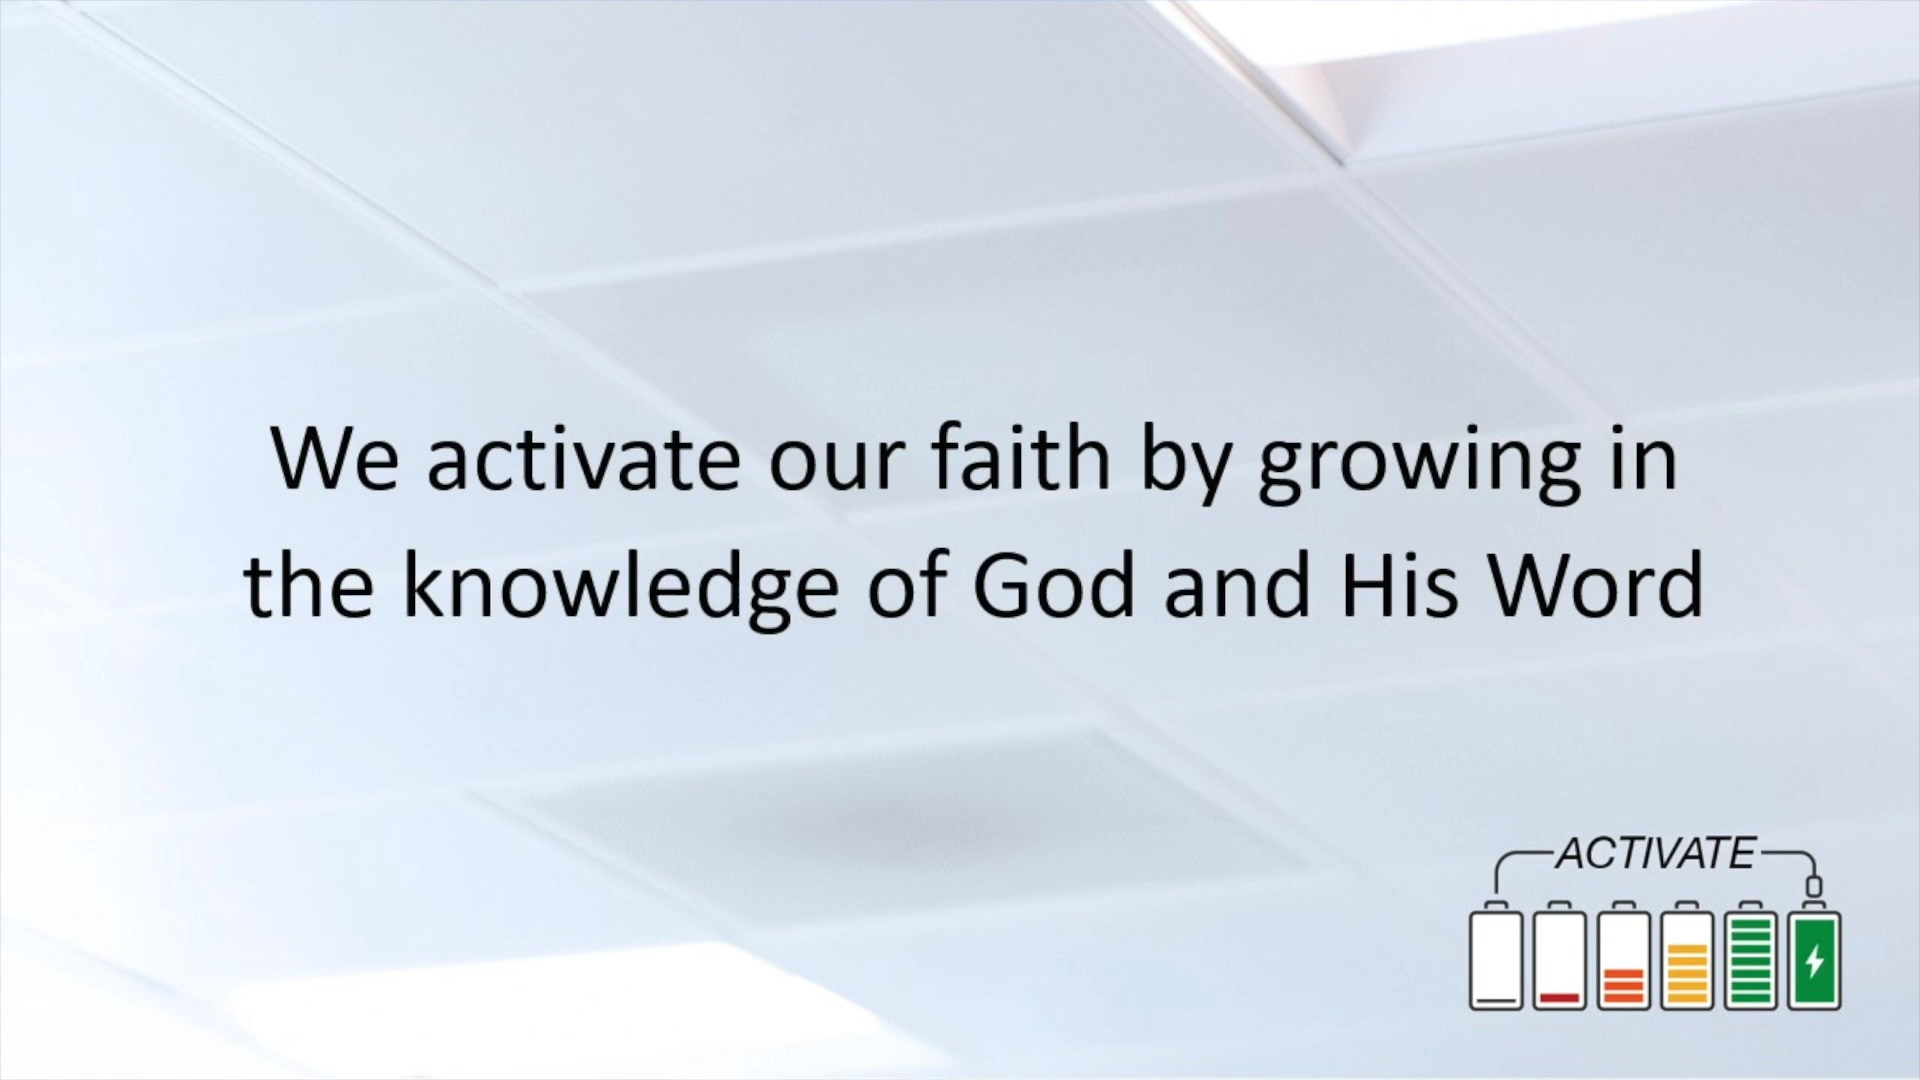 We activate our faith by growing in
the knowledge of God and His Word
ACTIVATE